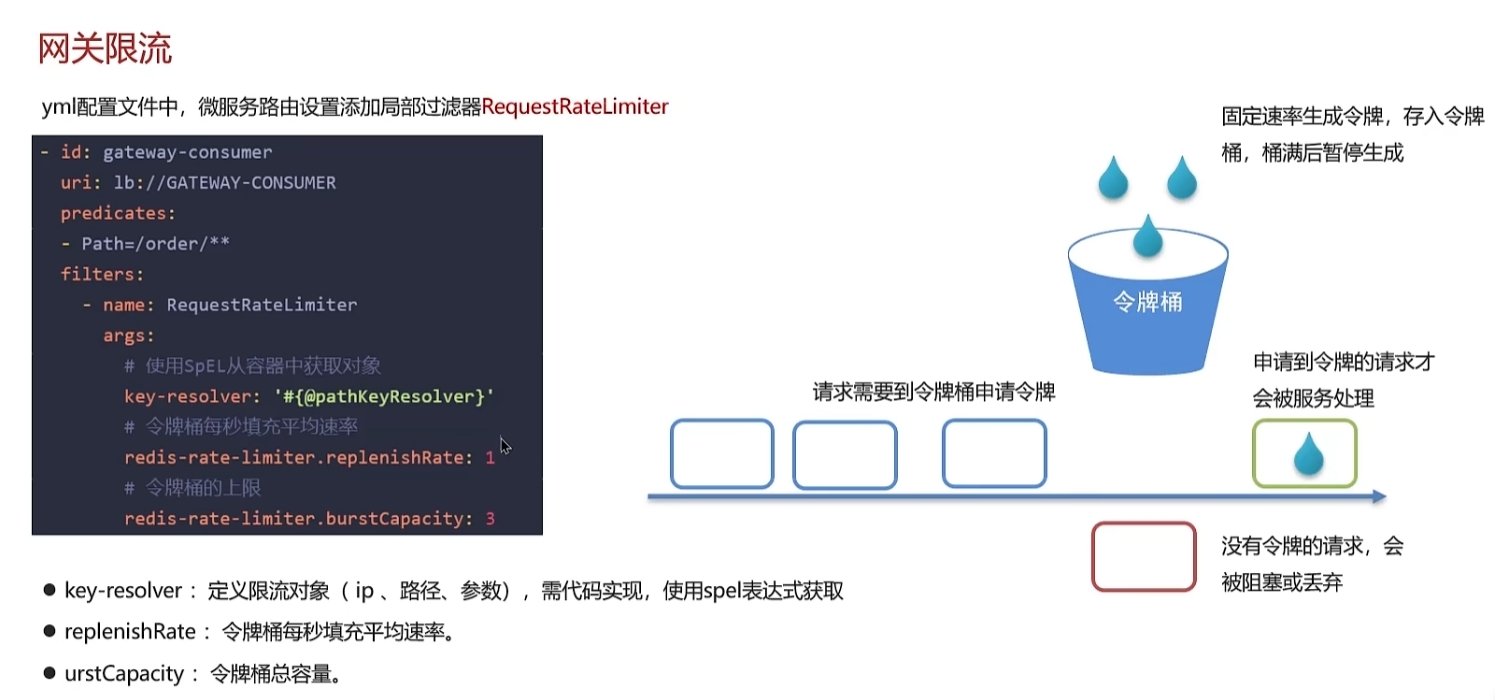 网关限流
yml配置文件中，微服务路由设置添加局部过滤器RequestRateLimiter
- id: gateway-consumer
uri: lb://GATEWAY-CONSUMER
predicates:
- Path=/order/**
filters:
- name: RequestRateLimiter
args:
# 使用SpEL从容器中获取对象
key-resolver: '#{@pathKeyResolver}'
# 令牌桶每秒填充平均速率
redis-rate-limiter.replenishRate: 1
# 令牌桶的上限
redis-rate-limiter.burstCapacity: 3
固定速率生成令牌，存入令牌
桶，桶满后暂停生成
令牌桶
请求需要到令牌桶申请令牌
申请到令牌的请求才
会被服务处理
没有令牌的请求，会
被阻塞或丢弃
● key-resolver ：定义限流对象（ ip 、路径、参数），需代码实现，使用spel表达式获取
● replenishRate ：令牌桶每秒填充平均速率。
● urstCapacity ：令牌桶总容量。